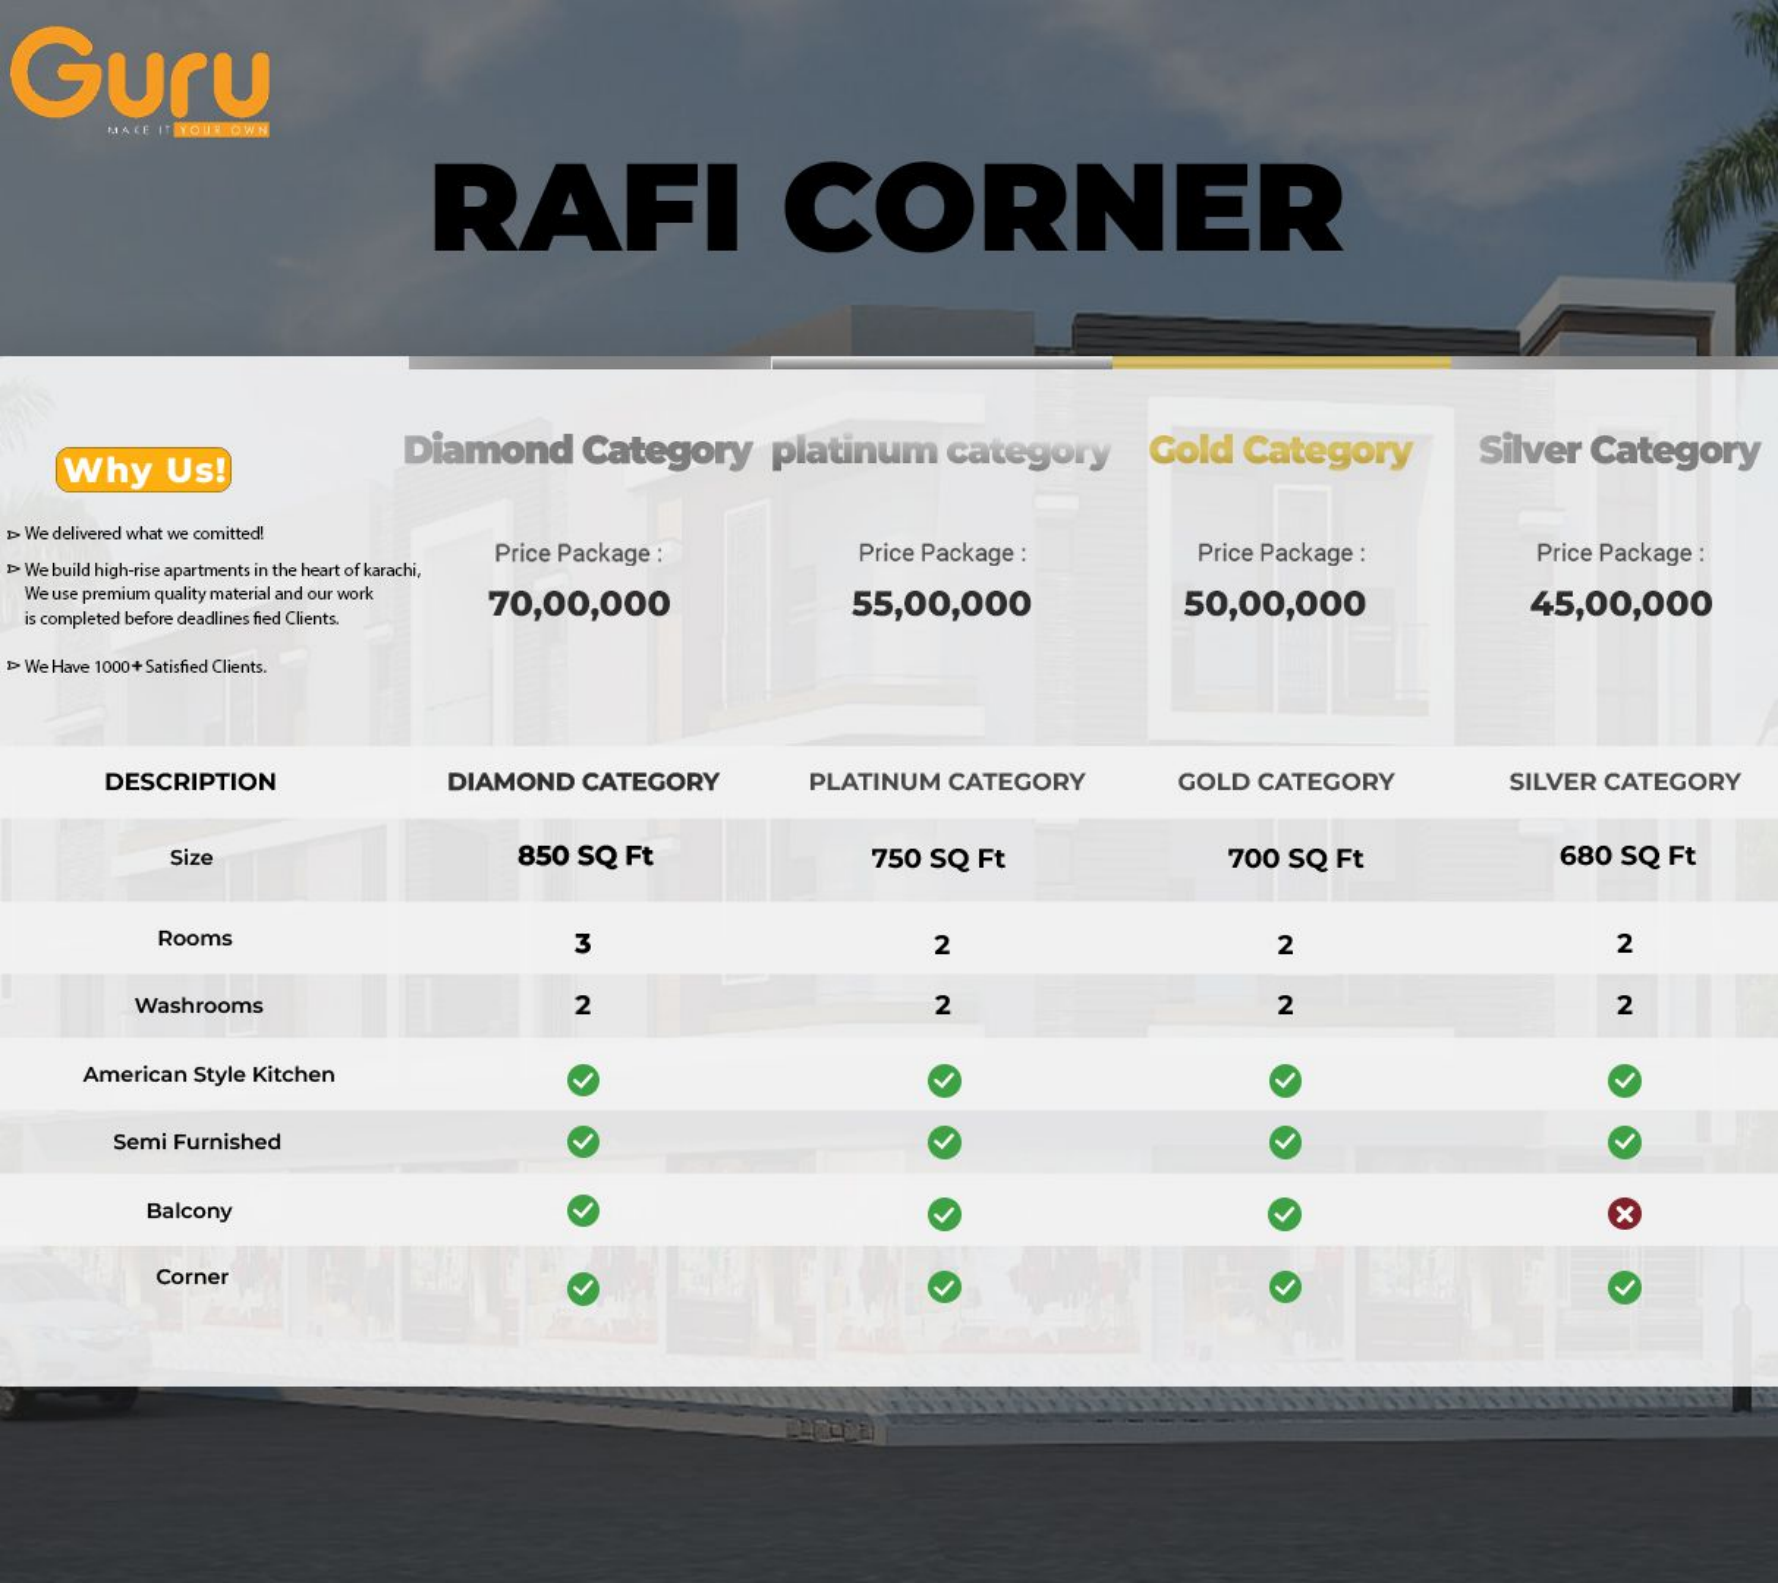 Guru
MAKE IT YOUR OWN
RAFI CORNER
Why Us!
▻ We delivered what we comitted!
▻ We build high-rise apartments in the heart of karachi,
We use premium quality material and our work
is completed before deadlines fied Clients.
▻ We Have 1000+ Satisfied Clients.
Diamond Category platinum category Gold Category Silver Category
Price Package : Price Package : Price Package : Price Package :
70,00,000 55,00,000 50,00,000 45,00,000
DESCRIPTION DIAMOND CATEGORY PLATINUM CATEGORY GOLD CATEGORY SILVER CATEGORY
Size 850 SQ Ft 750 SQ Ft 700 SQ Ft 680 SQ Ft
Rooms 3 2 2 2
Washrooms 2 2 2 2
American Style Kitchen
Semi Furnished
Balcony
Corner